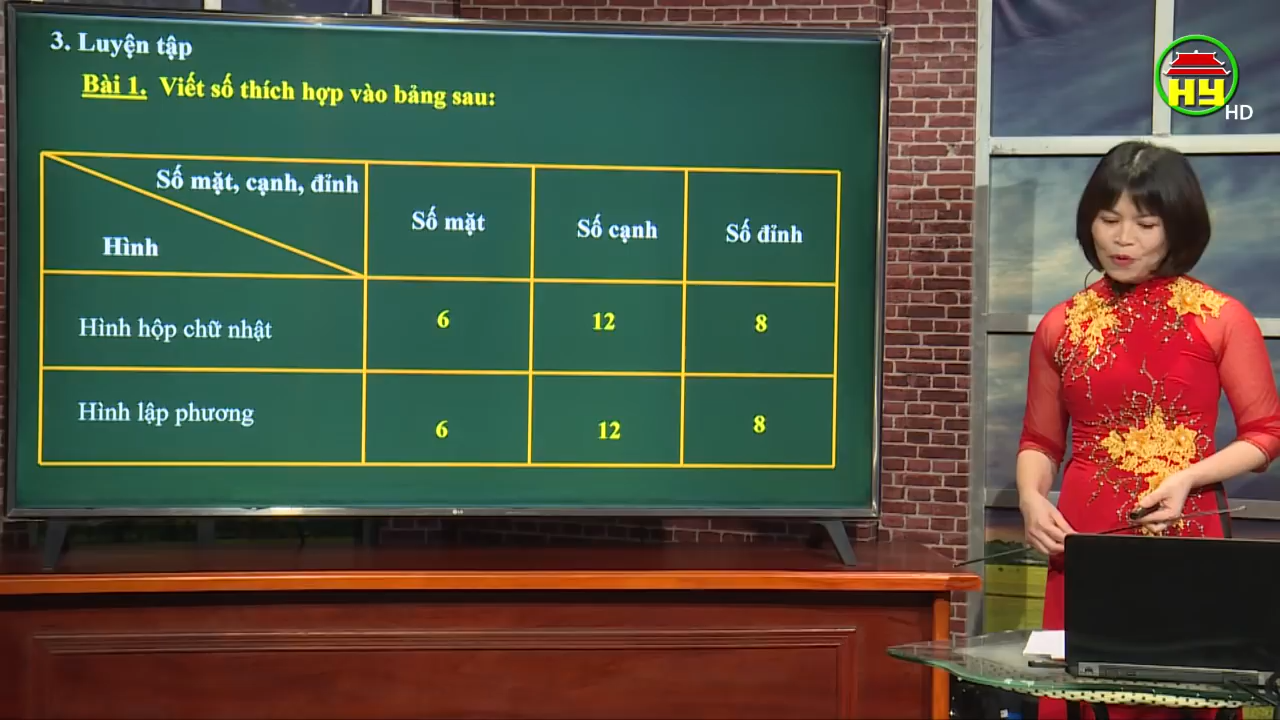 3. Luyện tập
Bài 1. Viết số thích hợp vào bảng sau:
Số mặt, cạnh, đỉnh
Hình
Số mặt
Số cạnh
Số đỉnh
Hình hộp chữ nhật
6
12
8
Hình lập phương
6
12
8
HY
HD
LG